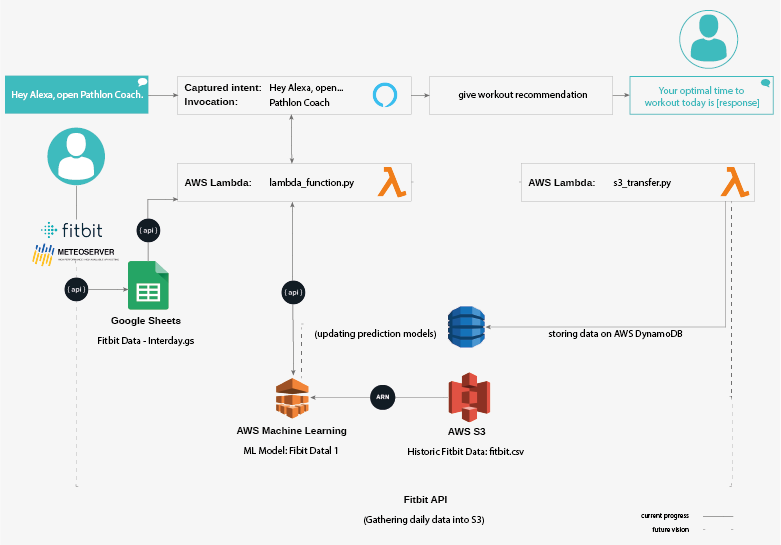 Hey Alexa, open Pathlon Coach.
Captured intent: Hey Alexa, open...
Invocation: Pathlon Coach
give workout recommendation
Your optimal time to
workout today is [response]
AWS Lambda: lambda_function.py
AWS Lambda: s3_transfer.py
fitbit
METEOSERVER
{ api }
{ api }
{ api }
Google Sheets
Fitbit Data - Interday.gs
(updating prediction models)
storing data on AWS DynamoDB
ARN
AWS Machine Learning
ML Model: Fibit Datal 1
AWS S3
Historic Fitbit Data: fitbit.csv
Fitbit API
(Gathering daily data into S3)
current progress
future vision